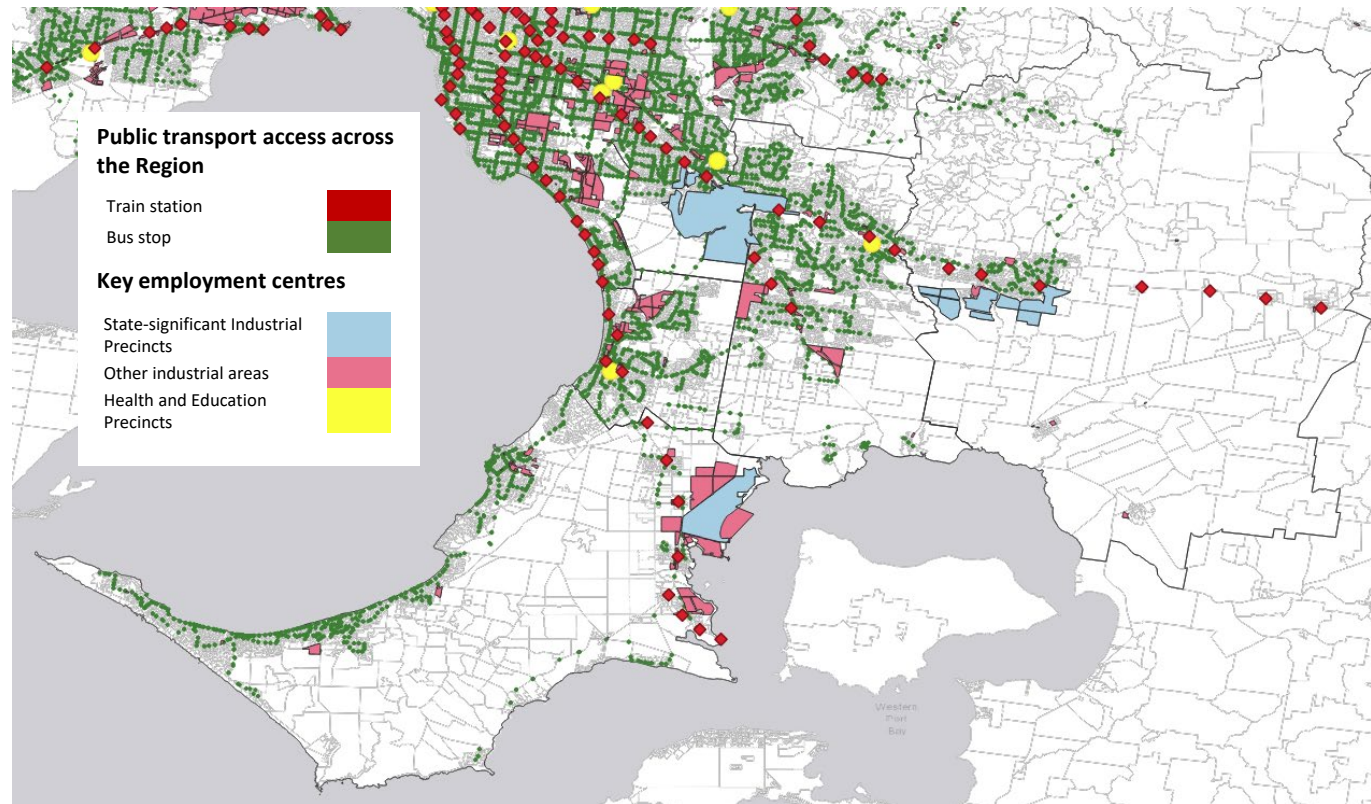 Public transport access across
the Region
Train station
Bus stop
Key employment centres
State-significant Industrial
Precincts
Other industrial areas
Health and Education
Precincts
Western
Port
Bay